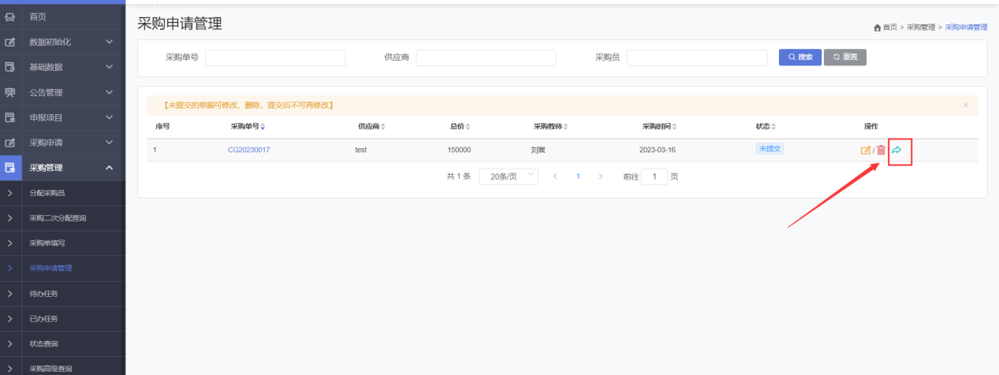 首页
数据初始化
基础数据
公告管理
申报项目
采购申请
采购管理
分配采购员
采购二次分配查询
采购单填写
采购申请管理
待办任务
已办任务
状态查询
采购高级查询
采购申请管理
首页 > 采购管理 > 采购申请管理
采购单号 供应商 采购员 搜索 重置
【未提交的单据可修改、删除，提交后不可再修改】
序号 采购单号 供应商 总价 采购教师 采购时间 状态 操作
1 CG20230017 test 150000 刘宸 2023-03-16 未提交 /
共 1 条 20条/页 < 1 > 前往 1 页